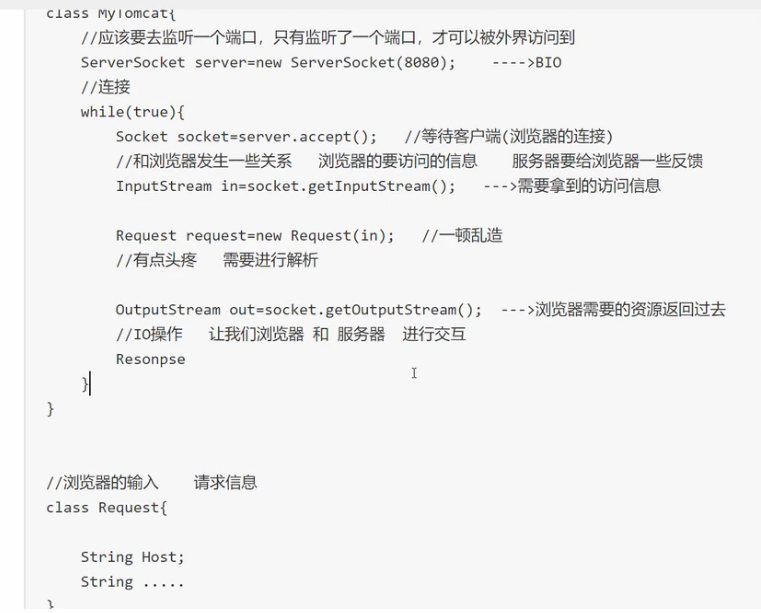 class MyTomcat{
//应该要去监听一个端口，只有监听了一个端口，才可以被外界访问到
ServerSocket server=new ServerSocket(8080);    ---->BIO
//连接
while(true){
Socket socket=server.accept();   //等待客户端(浏览器的连接)
//和浏览器发生一些关系   浏览器的要访问的信息    服务器要给浏览器一些反馈
InputStream in=socket.getInputStream();   --->需要拿到的访问信息
Request request=new Request(in);   //一顿乱造
//有点头疼   需要进行解析
OutputStream out=socket.getOutputStream();  --->浏览器需要的资源返回过去
//IO操作   让我们浏览器 和 服务器  进行交互
Resonpse
}
}
//浏览器的输入    请求信息
class Request{
String Host;
String .....
}